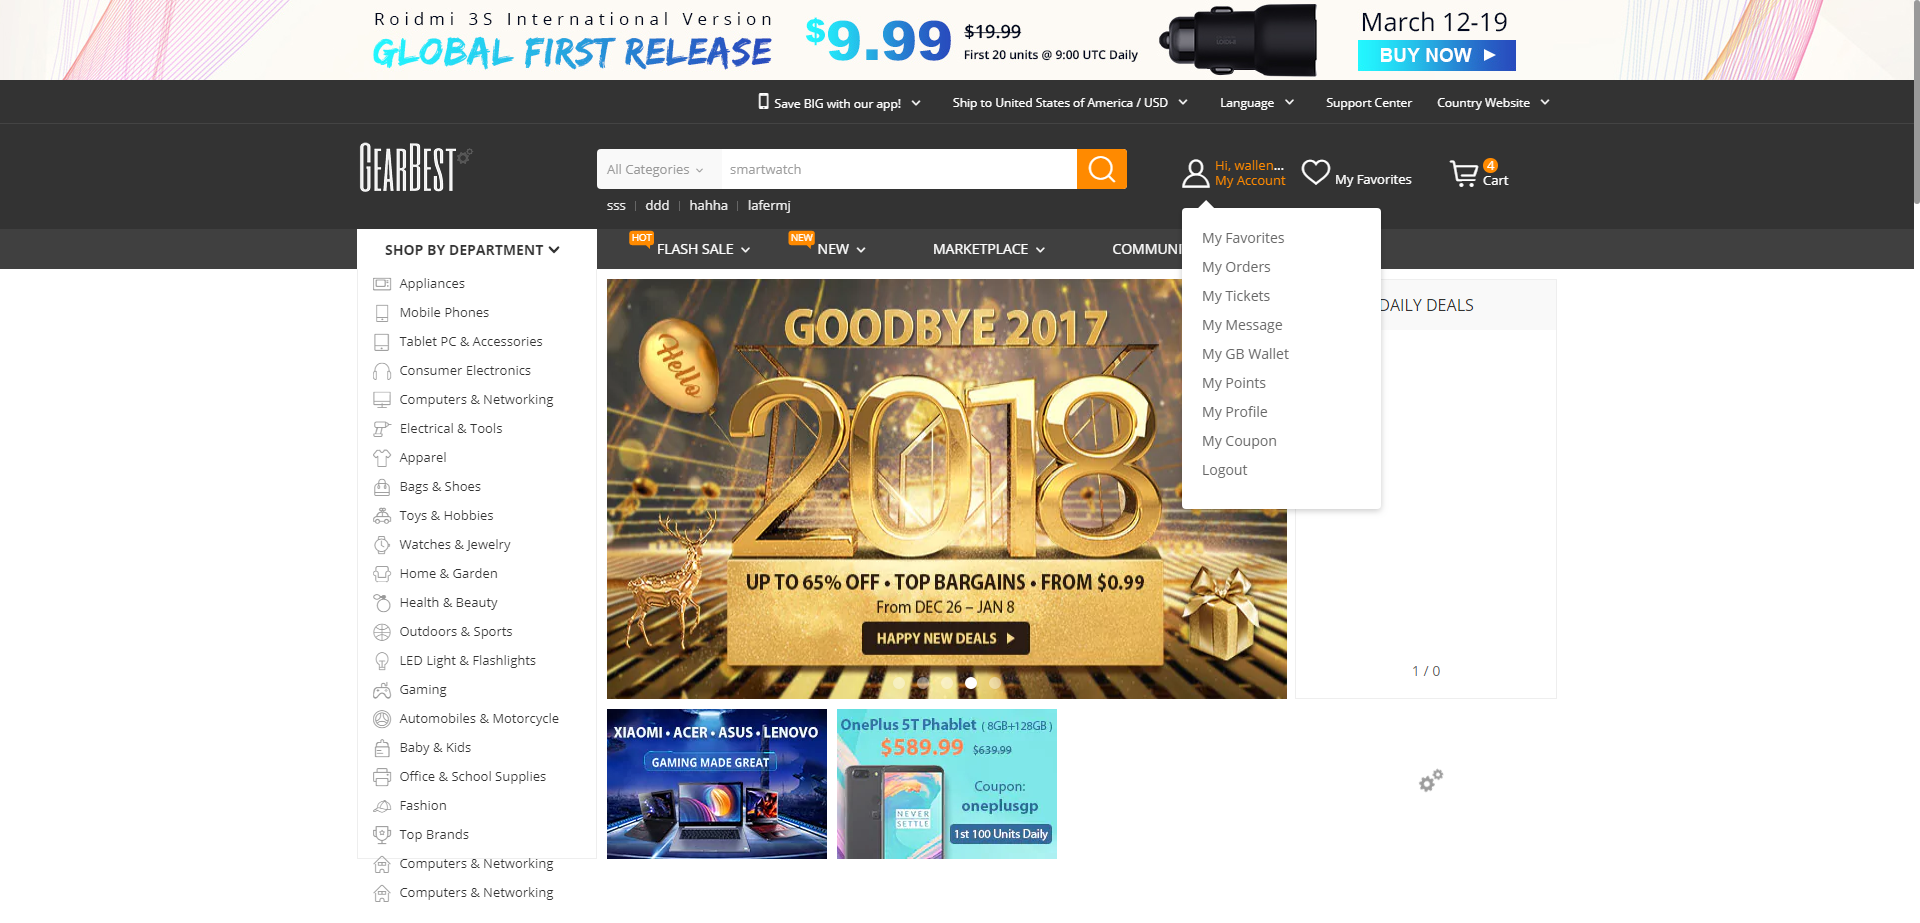 Roidmi 3S International Version
GLOBAL FIRST RELEASE
$9.99
$19.99
First 20 units @ 9:00 UTC Daily
March 12-19
BUY NOW
Save BIG with our app!
Ship to United States of America / USD
Language
Support Center
Country Website
GEARBEST
All Categories
smartwatch
Hi, wallen...
My Account
My Favorites
4
Cart
sss
ddd
hahha
lafermj
SHOP BY DEPARTMENT
HOT
FLASH SALE
NEW
NEW
MARKETPLACE
COMMUNI
My Favorites
My Orders
My Tickets
My Message
My GB Wallet
My Points
My Profile
My Coupon
Logout
Appliances
Mobile Phones
Tablet PC & Accessories
Consumer Electronics
Computers & Networking
Electrical & Tools
Apparel
Bags & Shoes
Toys & Hobbies
Watches & Jewelry
Home & Garden
Health & Beauty
Outdoors & Sports
LED Light & Flashlights
Gaming
Automobiles & Motorcycle
Baby & Kids
Office & School Supplies
Fashion
Top Brands
Computers & Networking
Computers & Networking
GOODBYE 2017
Hello
2018
UP TO 65% OFF • TOP BARGAINS • FROM $0.99
From DEC 26 – JAN 8
HAPPY NEW DEALS
DAILY DEALS
1 / 0
XIAOMI • ACER • ASUS • LENOVO
GAMING MADE GREAT
OnePlus 5T Phablet ( 8GB+128GB )
$589.99 $639.99
Coupon:
oneplusgp
NEVER
SETTLE
1st 100 Units Daily